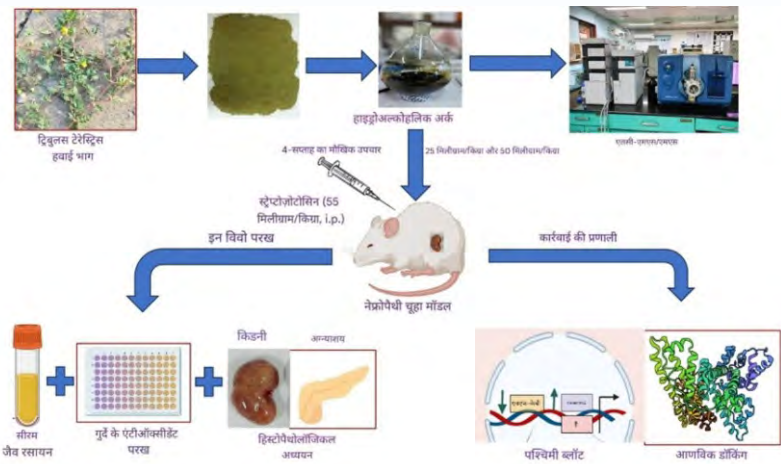 ट्रिबुलस टेरेस्ट्रिस
हवाई भाग
हाइड्रोअल्कोहलिक अर्क
एलसी-एमएस/एमएस
4-सप्ताह का मौखिक उपचार
25 मिलीग्राम/किग्रा और 50 मिलीग्राम/किग्रा
स्ट्रेप्टोज़ोटोसिन (55
मिलीग्राम/किग्रा, i.p.)
इन विवो परख
कार्रवाई की प्रणाली
नेफ्रोपैथी चूहा मॉडल
किडनी
अग्न्याशय
सीरम
जैव रसायन
गुर्दे के एंटीऑक्सीडेंट
परख
हिस्टोपैथोलॉजिकल
अध्ययन
पश्चिमी ब्लॉट
आणविक डॉकिंग